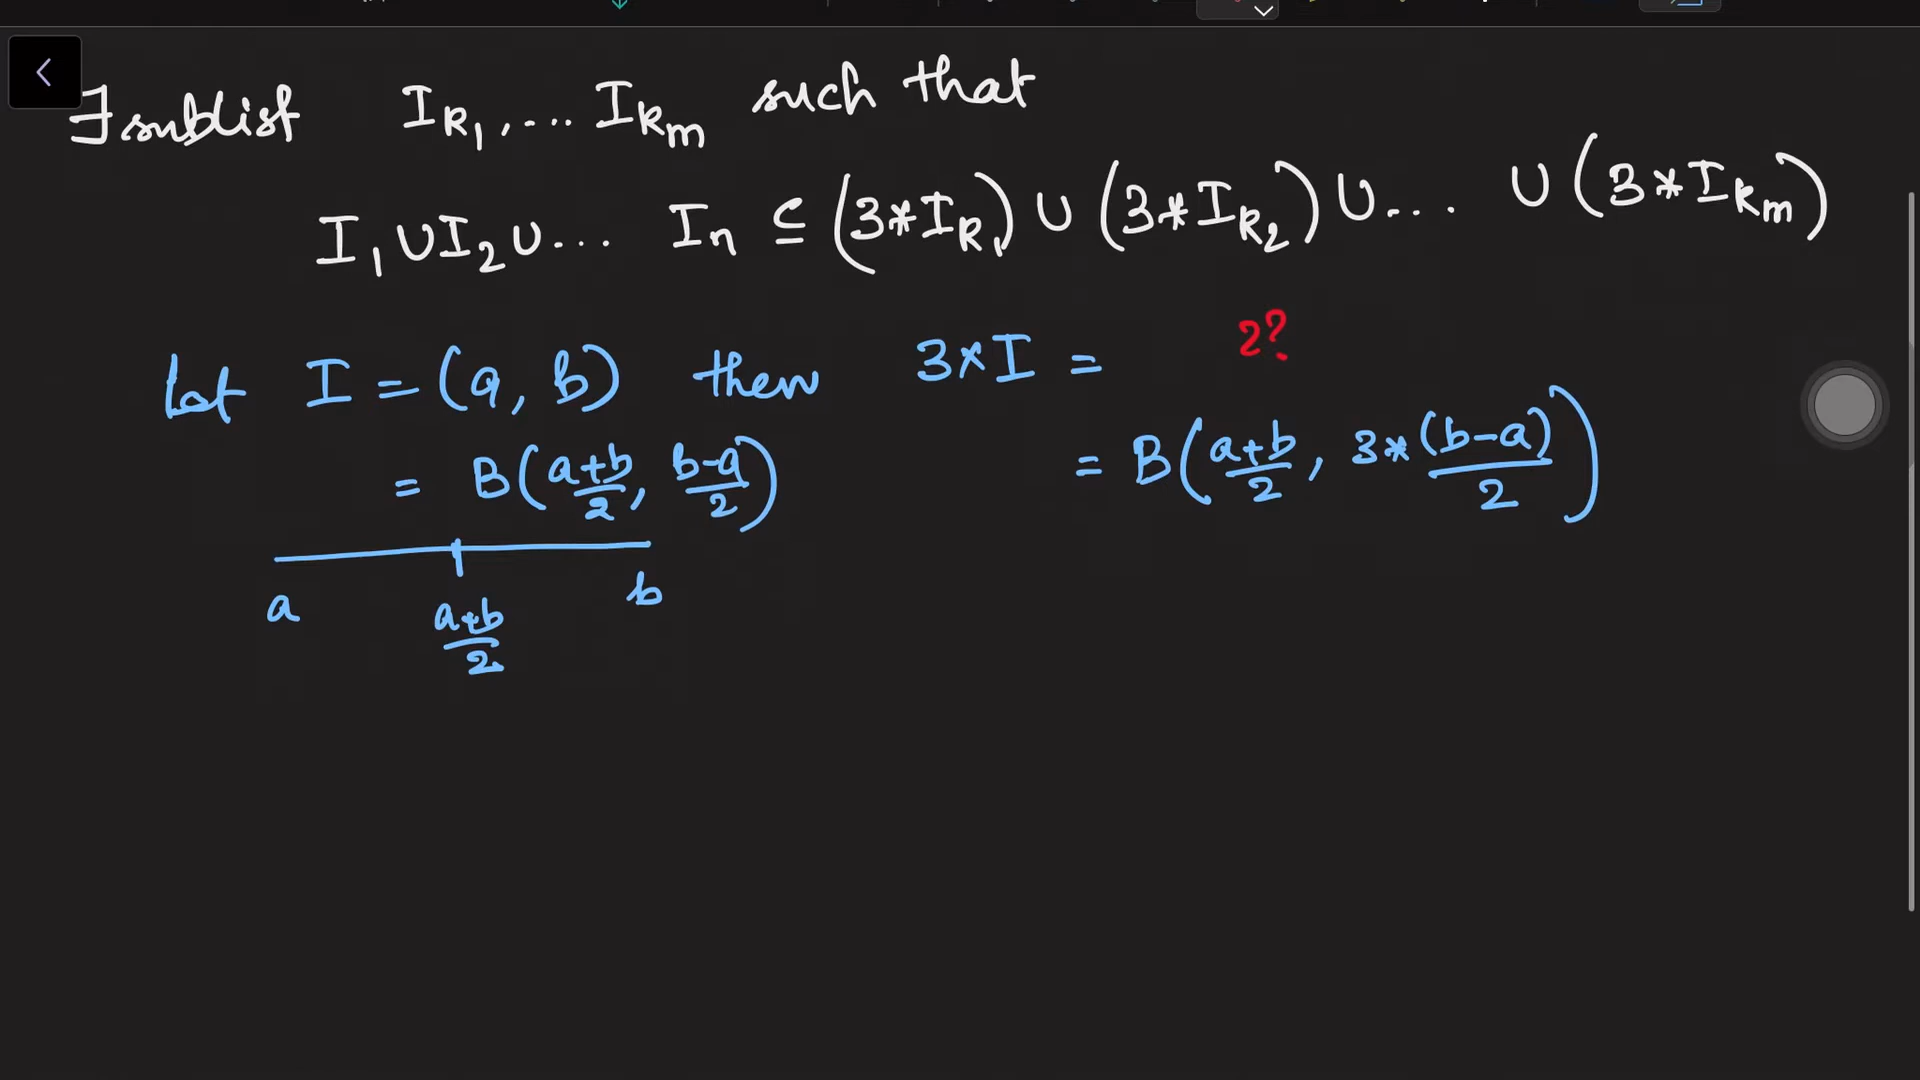 ∃ sublist I_{k_1}, ... I_{k_m} such that
I_1 ∪ I_2 ∪ ... I_n ⊆ (3*I_{k_1}) ∪ (3*I_{k_2}) ∪ ... ∪ (3*I_{k_m})
Let I = (a, b) then 3*I = 2?
= B((a+b)/2, (b-a)/2) = B((a+b)/2, 3*(b-a)/2)
a (a+b)/2 b